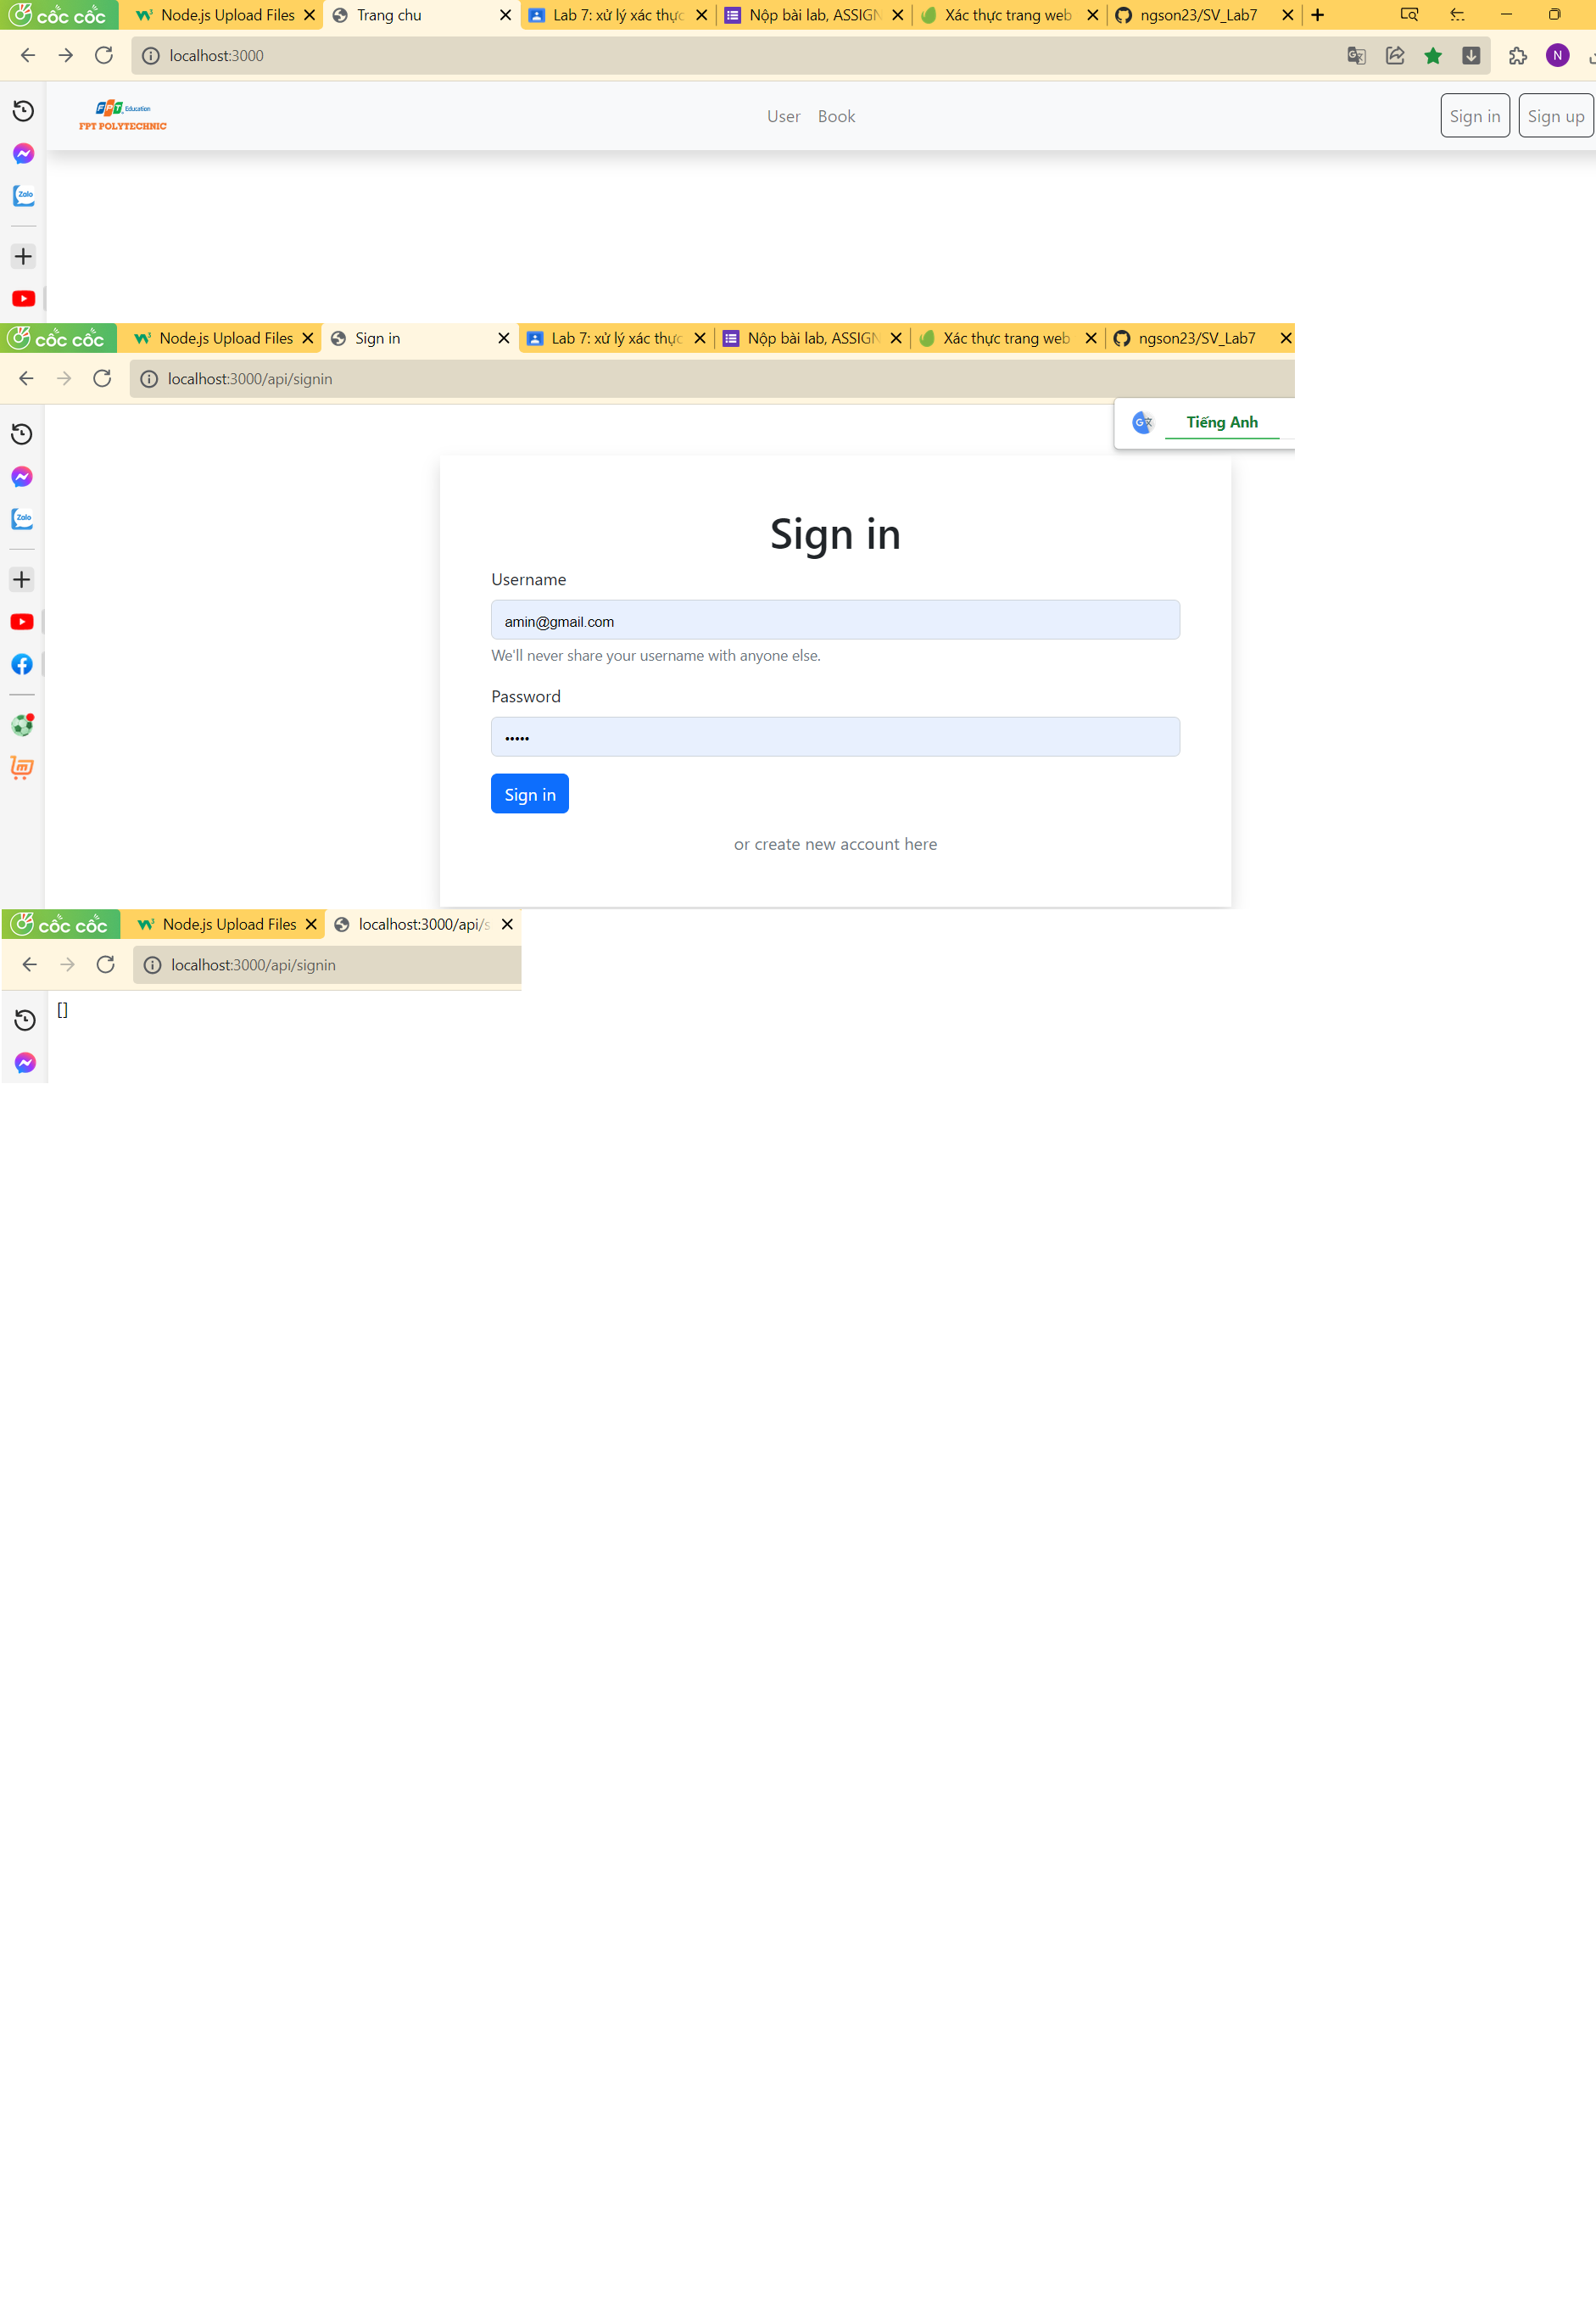 cốc cốc Node.js Upload Files Trang chu Lab 7: xử lý xác thực Nộp bài lab, ASSIGN Xác thực trang web ngson23/SV_Lab7
localhost:3000 N
FPT Education
FPT POLYTECHNIC
User Book Sign in Sign up
Zalo
cốc cốc Node.js Upload Files Sign in Lab 7: xử lý xác thực Nộp bài lab, ASSIGN Xác thực trang web ngson23/SV_Lab7
localhost:3000/api/signin
Tiếng Anh
Zalo
Sign in
Username
amin@gmail.com
We'll never share your username with anyone else.
Password
•••••
Sign in
or create new account here
cốc cốc Node.js Upload Files localhost:3000/api/s
localhost:3000/api/signin
[]